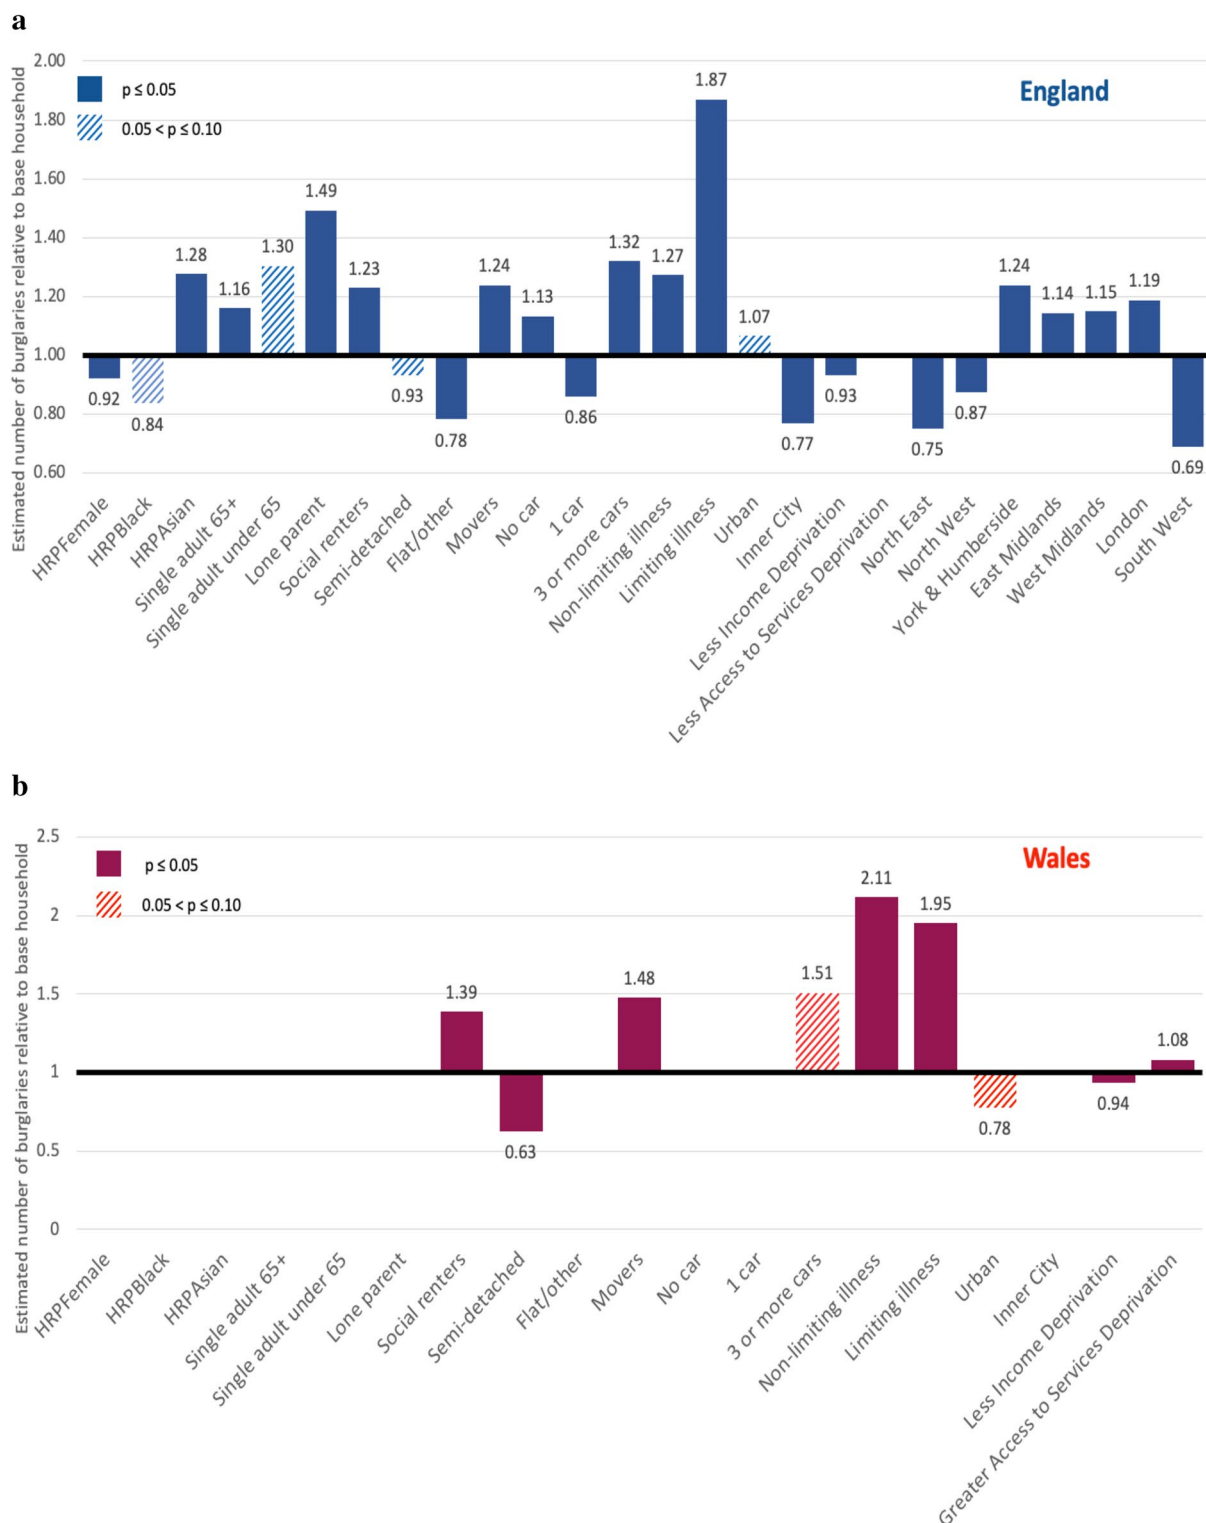 a
Estimated number of burglaries relative to base household
2.00
1.80
1.60
1.40
1.20
1.00
0.80
0.60
p ≤ 0.05
0.05 < p ≤ 0.10
England
0.92
0.84
1.28
1.16
1.30
1.49
1.23
0.93
0.78
1.24
1.13
0.86
1.32
1.27
1.87
1.07
0.77
0.93
0.75
0.87
1.24
1.14
1.15
1.19
0.69
HRPFemale
HRPBlack
HRPAsian
Single adult 65+
Single adult under 65
Lone parent
Social renters
Semi-detached
Flat/other
Movers
No car
1 car
3 or more cars
Non-limiting illness
Limiting illness
Urban
Inner City
Less Income Deprivation
Less Access to Services Deprivation
North East
North West
York & Humberside
East Midlands
West Midlands
London
South West
b
Estimated number of burglaries relative to base household
2.5
2
1.5
1
0.5
0
p ≤ 0.05
0.05 < p ≤ 0.10
Wales
1.39
0.63
1.48
1.51
2.11
1.95
0.78
0.94
1.08
HRPFemale
HRPBlack
HRPAsian
Single adult 65+
Single adult under 65
Lone parent
Social renters
Semi-detached
Flat/other
Movers
No car
1 car
3 or more cars
Non-limiting illness
Limiting illness
Urban
Inner City
Less Income Deprivation
Greater Access to Services Deprivation